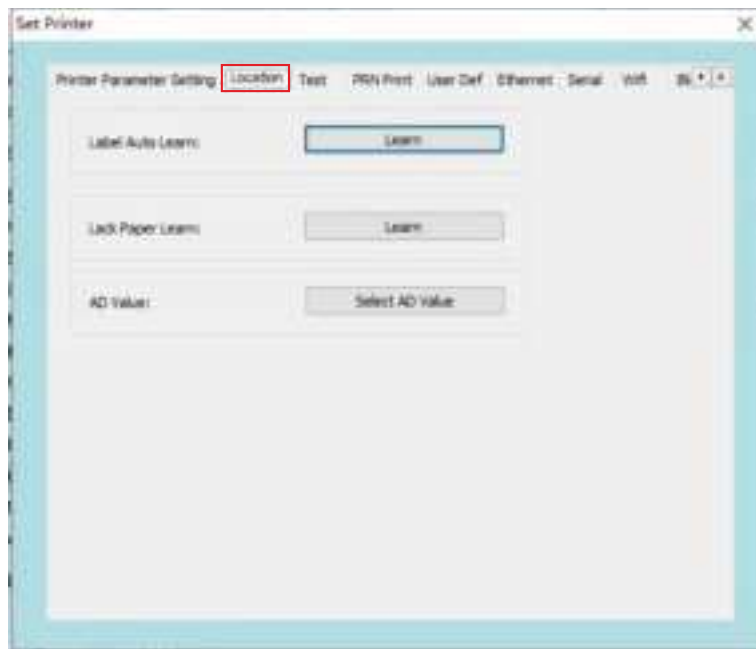 Set Printer
Printer Parameter Setting Location Test PRN Print User Def Ethernet Serial Wifi
Label Auto Learn: Learn
Lack Paper Learn: Learn
AD Value: Select AD Value